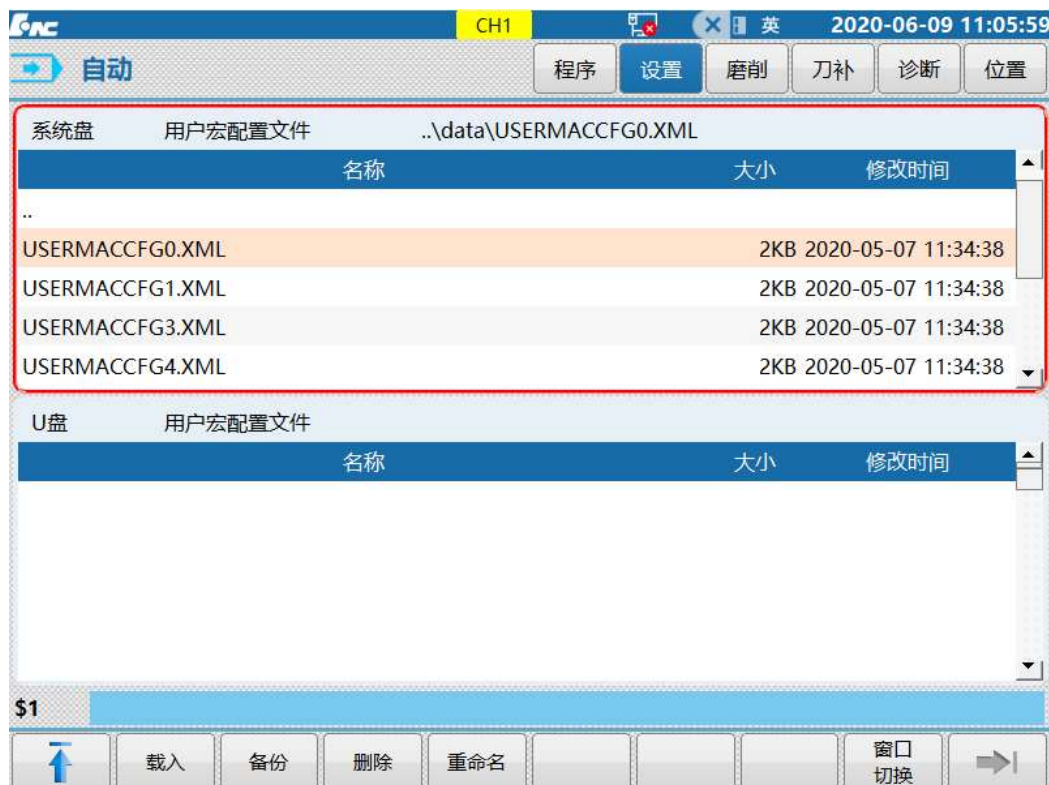 CH1 英 2020-06-09 11:05:59
自动 程序 设置 磨削 刀补 诊断 位置
系统盘 用户宏配置文件 ..\data\USERMACCFG0.XML
名称 大小 修改时间
..
USERMACCFG0.XML 2KB 2020-05-07 11:34:38
USERMACCFG1.XML 2KB 2020-05-07 11:34:38
USERMACCFG3.XML 2KB 2020-05-07 11:34:38
USERMACCFG4.XML 2KB 2020-05-07 11:34:38
U盘 用户宏配置文件
名称 大小 修改时间
$1
载入 备份 删除 重命名 窗口
切换